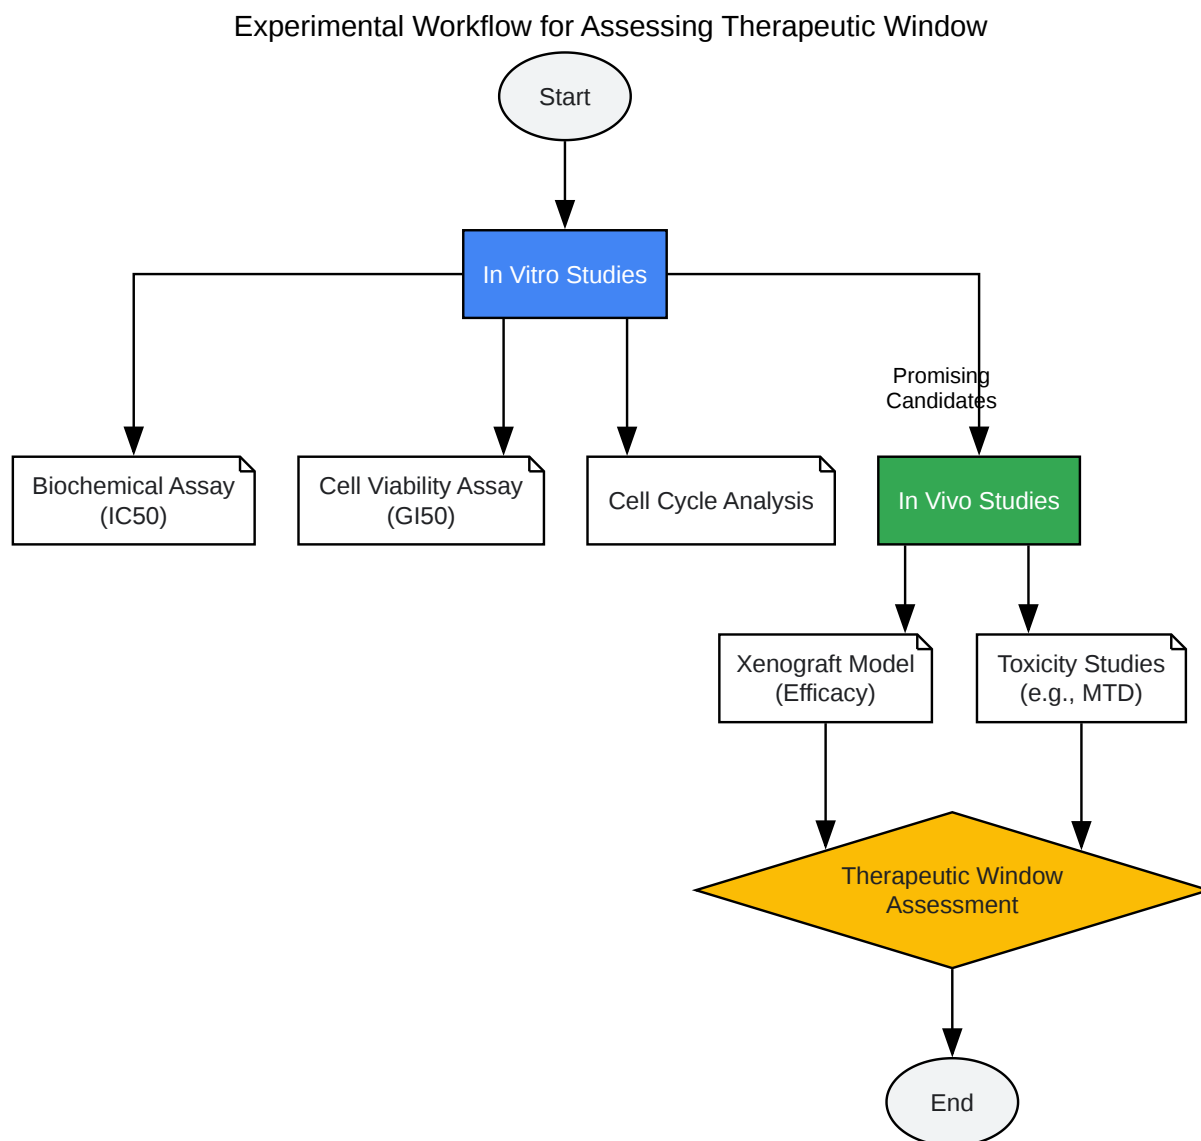 Experimental Workflow for Assessing Therapeutic Window
Start
In Vitro Studies
Promising
Candidates
Biochemical Assay
(IC50)
Cell Viability Assay
(GI50)
Cell Cycle Analysis
In Vivo Studies
Xenograft Model
(Efficacy)
Toxicity Studies
(e.g., MTD)
Therapeutic Window
Assessment
End